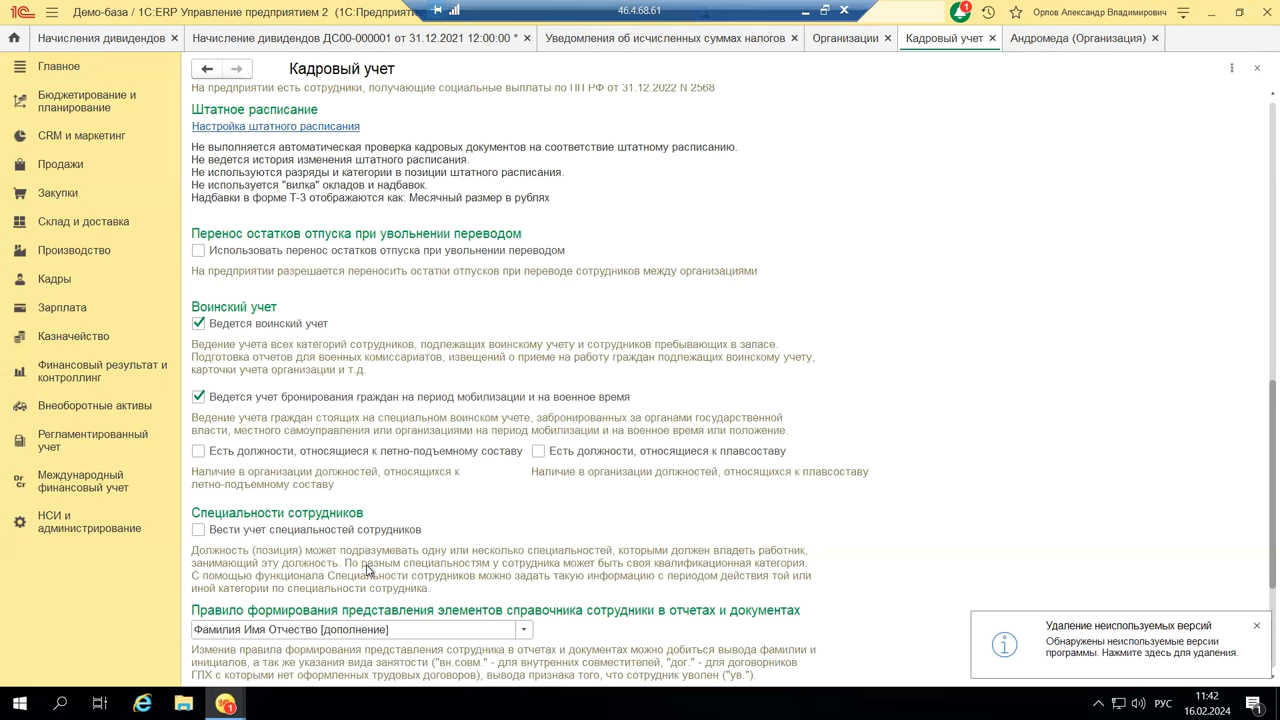 Демо-база / 1С:ERP Управление предприятием 2 (1С:Предприятие
46.4.68.61
1
Орлов Александр Владимирович
Начисления дивидендов
Начисление дивидендов ДС00-000001 от 31.12.2021 12:00:00 *
Уведомления об исчисленных суммах налогов
Организации
Кадровый учет
Андромеда (Организация)
Главное
Бюджетирование и
планирование
CRM и маркетинг
Продажи
Закупки
Склад и доставка
Производство
Кадры
Зарплата
Казначейство
Финансовый результат и
контроллинг
Внеоборотные активы
Регламентированный
учет
Международный
финансовый учет
НСИ и
администрирование
Кадровый учет
На предприятии есть сотрудники, получающие социальные выплаты по ПП РФ от 31.12.2022 N 2568
Штатное расписание
Настройка штатного расписания
Не выполняется автоматическая проверка кадровых документов на соответствие штатному расписанию.
Не ведется история изменения штатного расписания.
Не используются разряды и категории в позиции штатного расписания.
Не используется "вилка" окладов и надбавок.
Надбавки в форме Т-3 отображаются как: Месячный размер в рублях
Перенос остатков отпуска при увольнении переводом
Использовать перенос остатков отпуска при увольнении переводом
На предприятии разрешается переносить остатки отпусков при переводе сотрудников между организациями
Воинский учет
Ведется воинский учет
Ведение учета всех категорий сотрудников, подлежащих воинскому учету и сотрудников пребывающих в запасе.
Подготовка отчетов для военных комиссариатов, извещений о приеме на работу граждан подлежащих воинскому учету,
карточки учета организации и т.д.
Ведется учет бронирования граждан на период мобилизации и на военное время
Ведение учета граждан стоящих на специальном воинском учете, забронированных за органами государственной
власти, местного самоуправления или организациями на период мобилизации и на военное время или положение.
Есть должности, относящиеся к летно-подъемному составу
Есть должности, относящиеся к плавсоставу
Наличие в организации должностей, относящихся к
летно-подъемному составу
Наличие в организации должностей, относящихся к плавсоставу
Специальности сотрудников
Вести учет специальностей сотрудников
Должность (позиция) может подразумевать одну или несколько специальностей, которыми должен владеть работник,
занимающий эту должность. По разным специальностям у сотрудника может быть своя квалификационная категория.
С помощью функционала Специальности сотрудников можно задать такую информацию с периодом действия той или
иной категории по специальности сотрудника.
Правило формирования представления элементов справочника сотрудники в отчетах и документах
Фамилия Имя Отчество [дополнение]
Изменив правила формирования представления сотрудника в отчетах и документах можно добиться вывода фамилии и
инициалов, а так же указания вида занятости ("вн.совм." - для внутренних совместителей, "дог." - для договорников
ГПХ с которыми нет оформленных трудовых договоров), вывода признака того, что сотрудник уволен ("ув.").
Удаление неиспользуемых версий
Обнаружены неиспользуемые версии
программы. Нажмите здесь для удаления.
1
РУС
11:42
16.02.2024
1